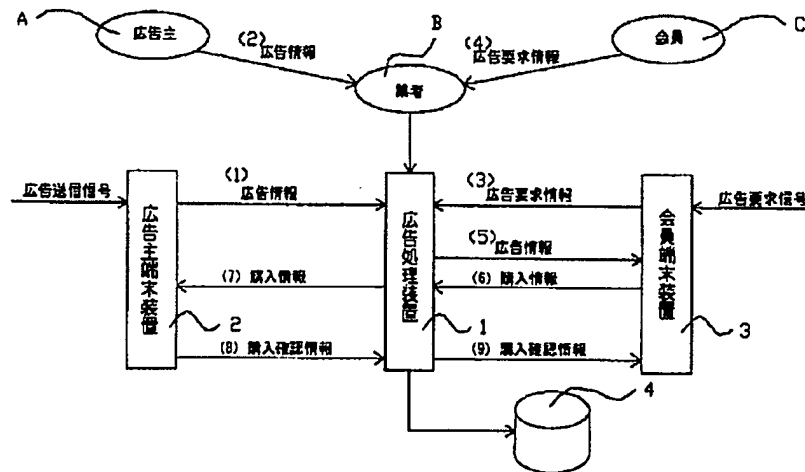 A
広告主
(2)
広告情報
B
業者
(4)
広告要求情報
会員
C
広告送信信号
(1)
広告情報
(3)
広告要求情報
広告要求信号
(5)
広告情報
(7) 購入情報
(6) 購入情報
(8) 購入確認情報
(9) 購入確認情報
広告主端末装置
2
広告処理装置
1
会員端末装置
3
4